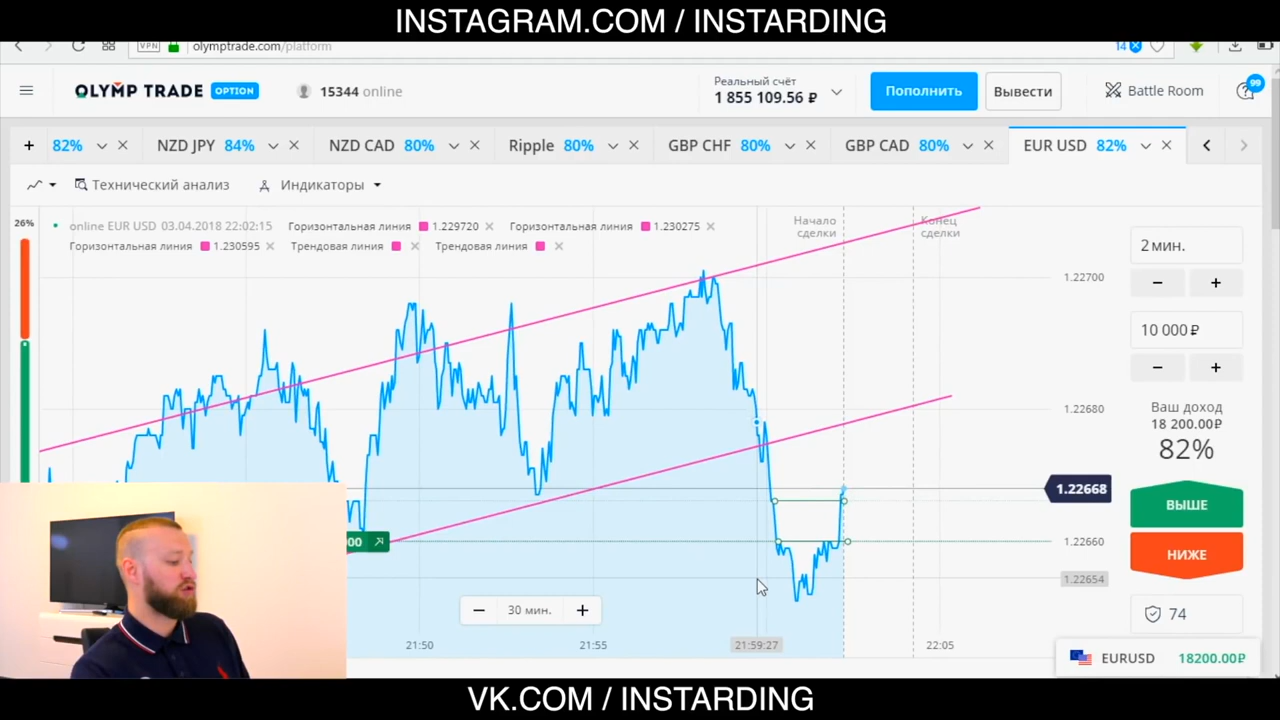 INSTAGRAM.COM / INSTARDING
VPN olymptrade.com/platform 14
OLYMP TRADE OPTION 15344 online
Реальный счёт
1 855 109.56 ₽
Пополнить Вывести Battle Room 99
+ 82% NZD JPY 84% NZD CAD 80% Ripple 80% GBP CHF 80% GBP CAD 80% EUR USD 82%
Технический анализ Индикаторы
26%
online EUR USD 03.04.2018 22:02:15 Горизонтальная линия 1.229720 Горизонтальная линия 1.230275
Горизонтальная линия 1.230595 Трендовая линия Трендовая линия
Начало сделки
Конец сделки
1.22700
1.22680
1.22668
1.22660
1.22654
00
2 мин.
− +
10 000 ₽
− +
Ваш доход
18 200.00₽
82%
ВЫШЕ
НИЖЕ
74
− 30 мин. +
21:50 21:55 21:59:27 22:05
EURUSD 18200.00₽
VK.COM / INSTARDING